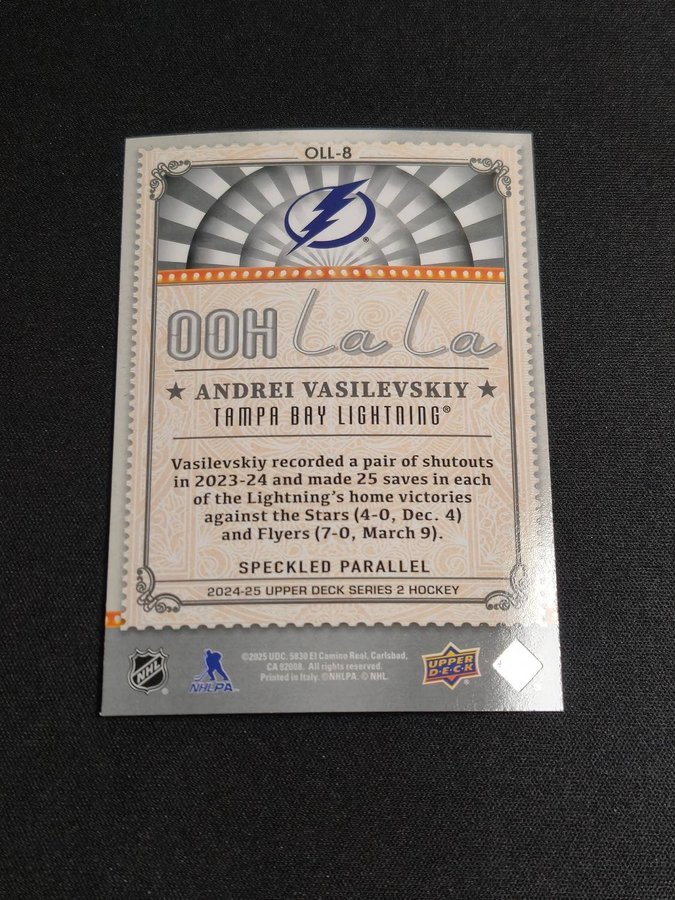 OLL-8
®
OOH La La
★ ANDREI VASILEVSKIY ★
TAMPA BAY LIGHTNING®
Vasilevskiy recorded a pair of shutouts
in 2023-24 and made 25 saves in each
of the Lightning's home victories
against the Stars (4-0, Dec. 4)
and Flyers (7-0, March 9).
SPECKLED PARALLEL
2024-25 UPPER DECK SERIES 2 HOCKEY
©2025 UDC. 5830 El Camino Real, Carlsbad,
CA 92008. All rights reserved.
Printed in Italy. ©NHLPA. © NHL.
NHL
NHLPA
UPPER
DECK